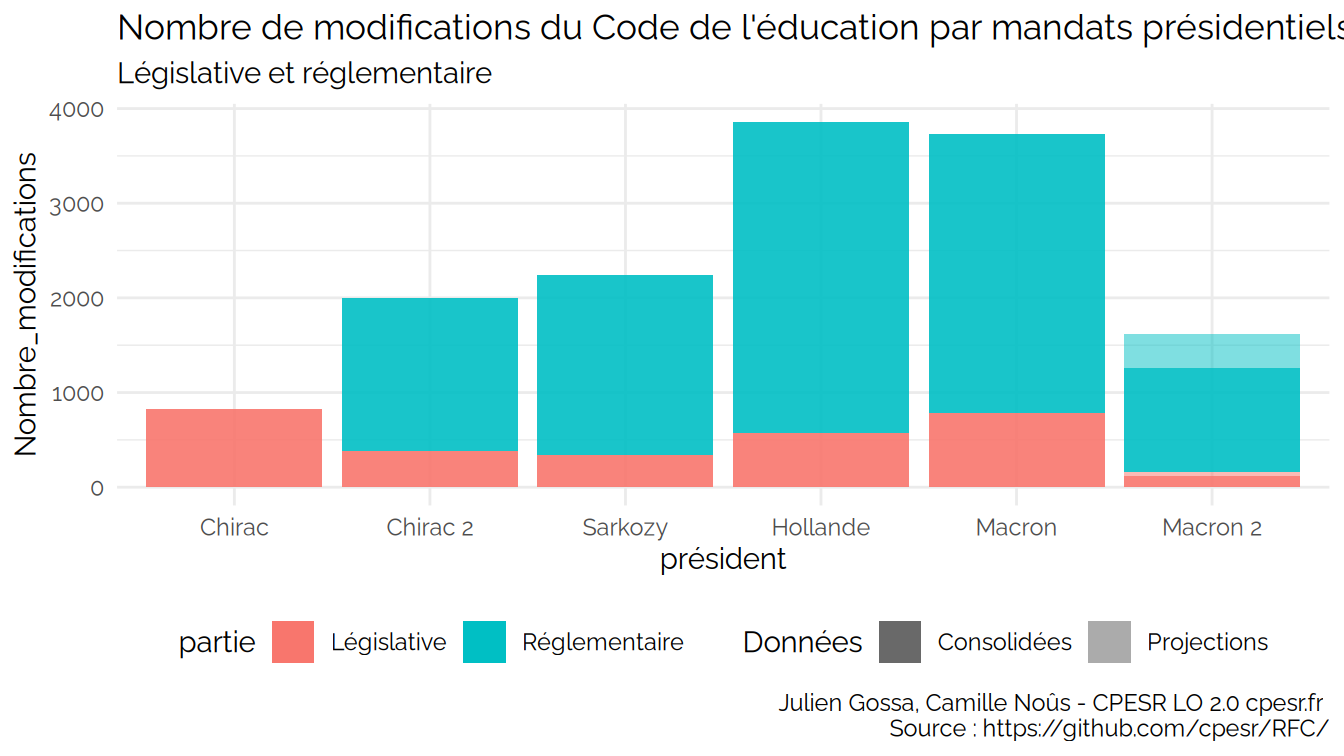 Nombre de modifications du Code de l'éducation par mandats présidentiels
Législative et réglementaire
Nombre_modifications
4000
3000
2000
1000
0
Chirac
Chirac 2
Sarkozy
Hollande
Macron
Macron 2
président
partie Législative Réglementaire Données Consolidées Projections
Julien Gossa, Camille Noûs - CPESR LO 2.0 cpesr.fr
Source : https://github.com/cpesr/RFC/